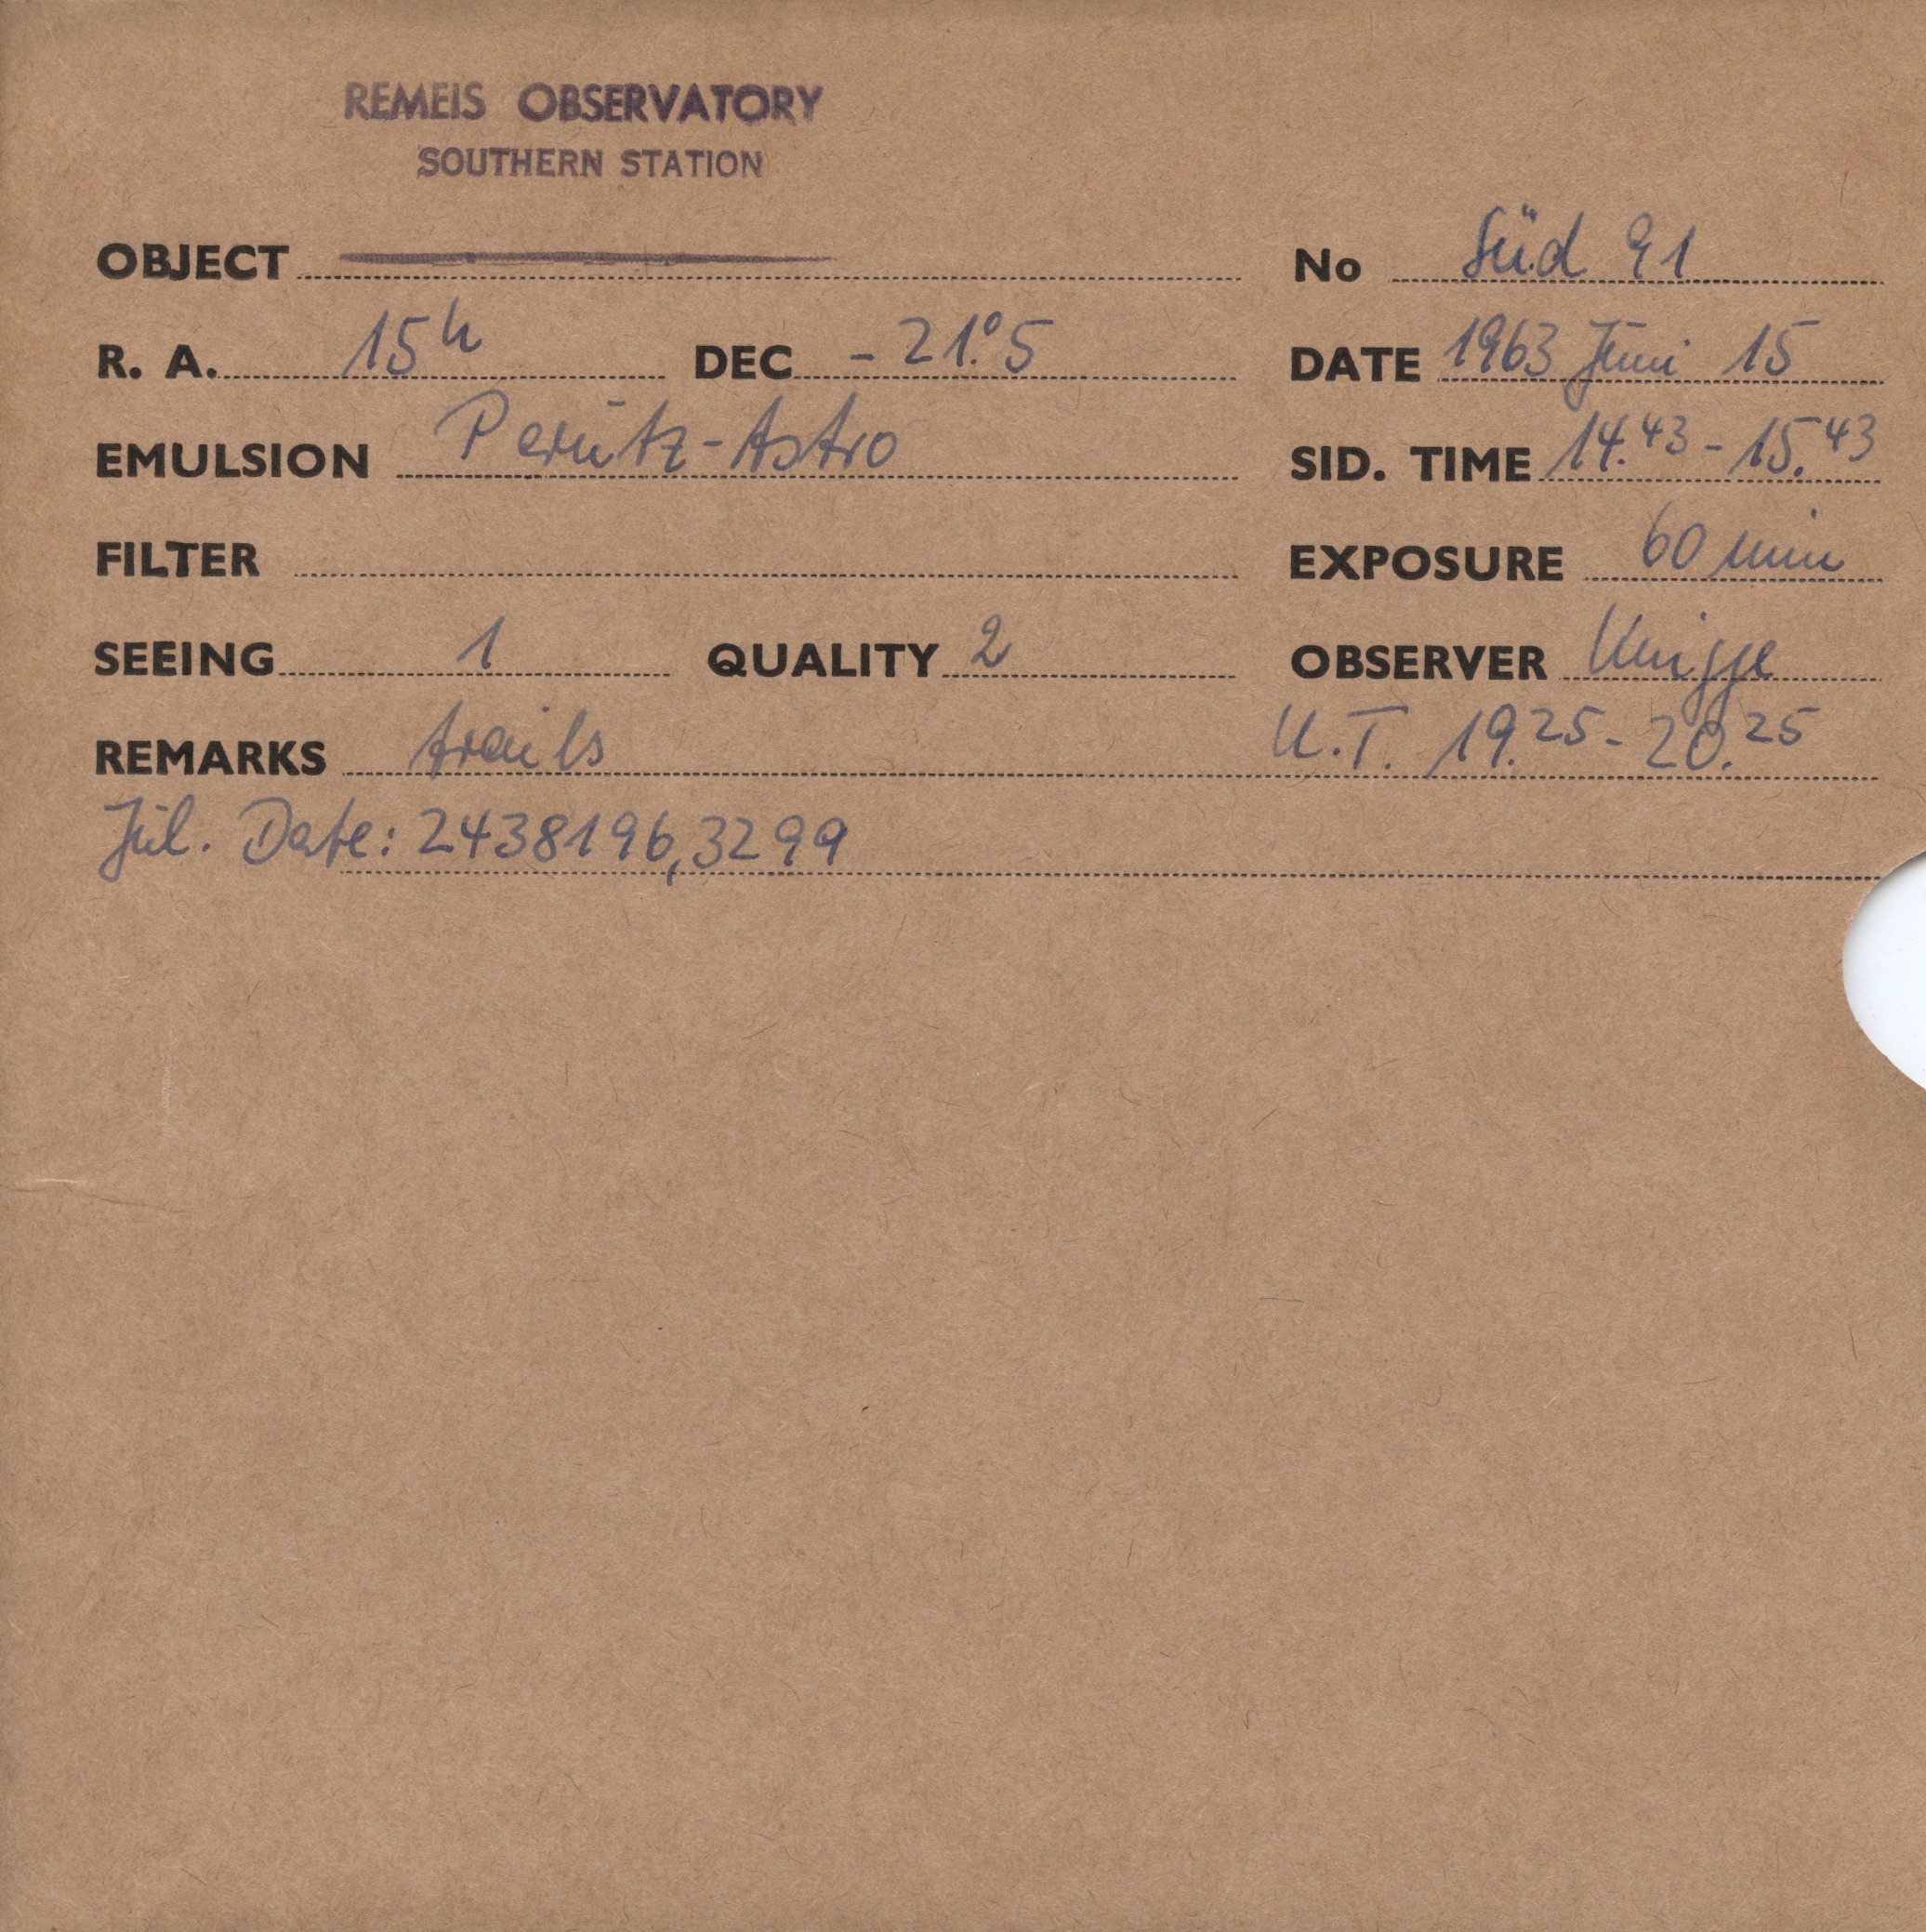 REMEIS OBSERVATORY
SOUTHERN STATION
OBJECT No Süd 91
R. A. 15h DEC -21.°5 DATE 1963 Juni 15
EMULSION Perutz-Astro SID. TIME 14.43 - 15.43
FILTER EXPOSURE 60 min
SEEING 1 QUALITY 2 OBSERVER Knigge
REMARKS trails U.T. 19.25 - 20.25
Jul. Date: 2438196,3299